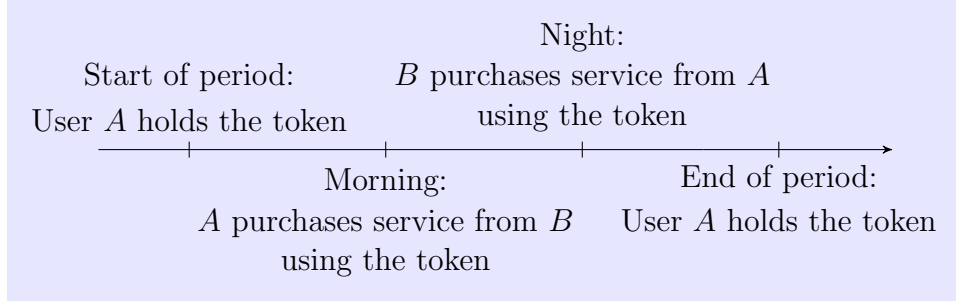 Start of period:
User A holds the token
Morning:
A purchases service from B
using the token
Night:
B purchases service from A
using the token
End of period:
User A holds the token